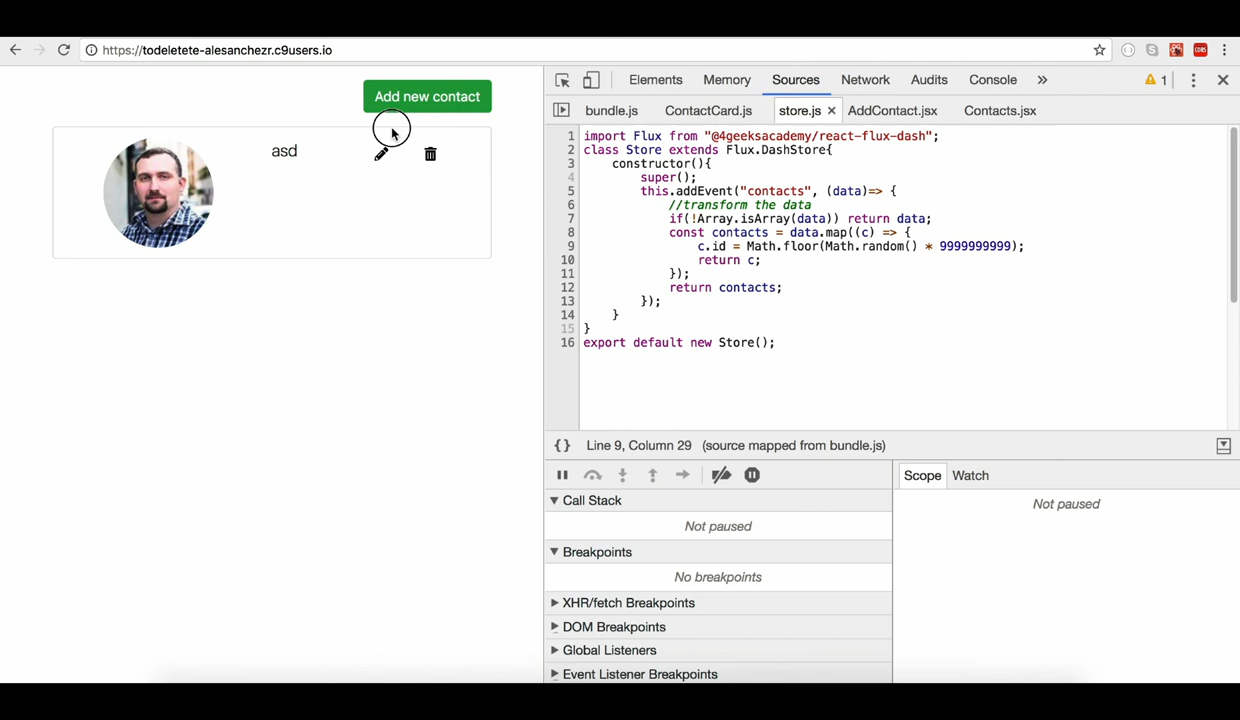 https://todeletete-alesanchezr.c9users.io
Add new contact
asd
Elements Memory Sources Network Audits Console » 1
bundle.js ContactCard.js store.js × AddContact.jsx Contacts.jsx
1 import Flux from "@4geeksacademy/react-flux-dash";
2 class Store extends Flux.DashStore{
3 constructor(){
4 super();
5 this.addEvent("contacts", (data)=> {
6 //transform the data
7 if(!Array.isArray(data)) return data;
8 const contacts = data.map((c) => {
9 c.id = Math.floor(Math.random() * 9999999999);
10 return c;
11 });
12 return contacts;
13 });
14 }
15 }
16 export default new Store();
{} Line 9, Column 29 (source mapped from bundle.js)
Scope Watch
Call Stack
Not paused
Not paused
Breakpoints
No breakpoints
XHR/fetch Breakpoints
DOM Breakpoints
Global Listeners
Event Listener Breakpoints